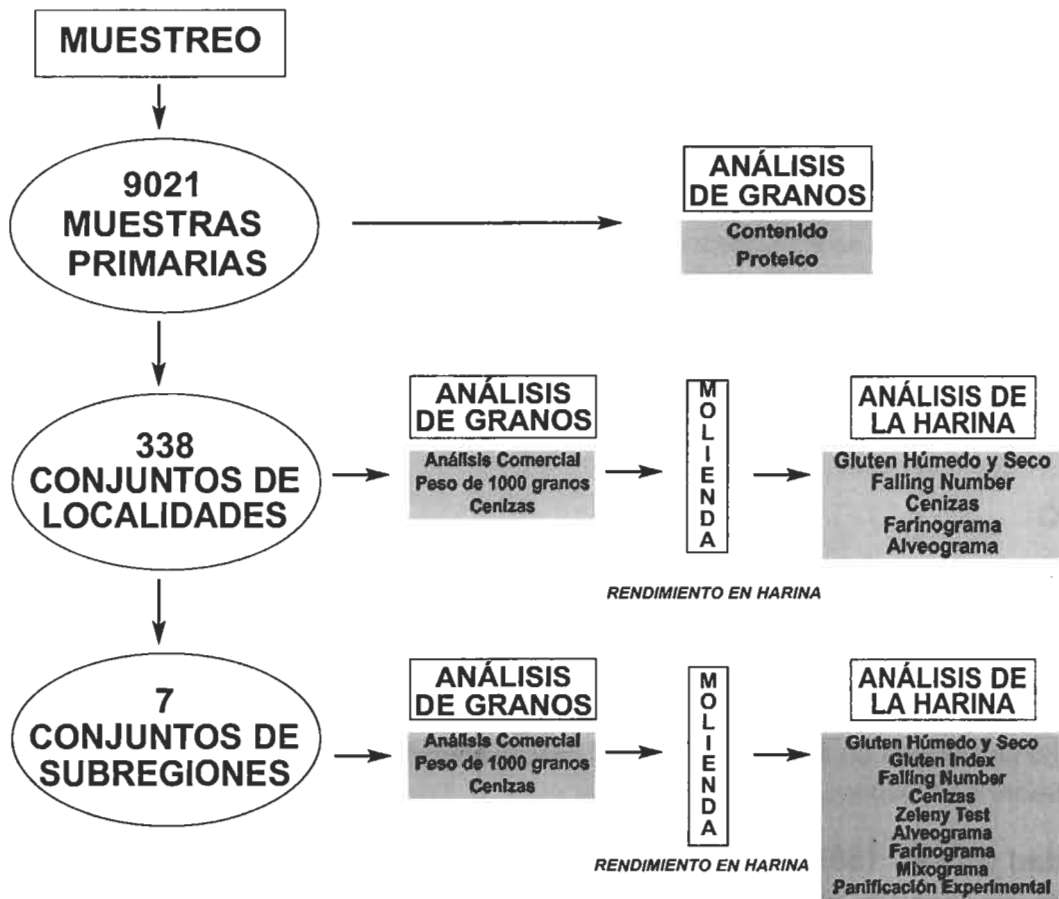 MUESTREO
9021
MUESTRAS
PRIMARIAS
ANÁLISIS
DE GRANOS
Contenido
Proteico
338
CONJUNTOS DE
LOCALIDADES
ANÁLISIS
DE GRANOS
Análisis Comercial
Peso de 1000 granos
Cenizas
MOLIENDA
RENDIMIENTO EN HARINA
ANÁLISIS DE
LA HARINA
Gluten Húmedo y Seco
Falling Number
Cenizas
Farinograma
Alveograma
7
CONJUNTOS DE
SUBREGIONES
ANÁLISIS
DE GRANOS
Análisis Comercial
Peso de 1000 granos
Cenizas
MOLIENDA
RENDIMIENTO EN HARINA
ANÁLISIS DE
LA HARINA
Gluten Húmedo y Seco
Gluten Index
Falling Number
Cenizas
Zeleny Test
Alveograma
Farinograma
Mixograma
Panificación Experimental